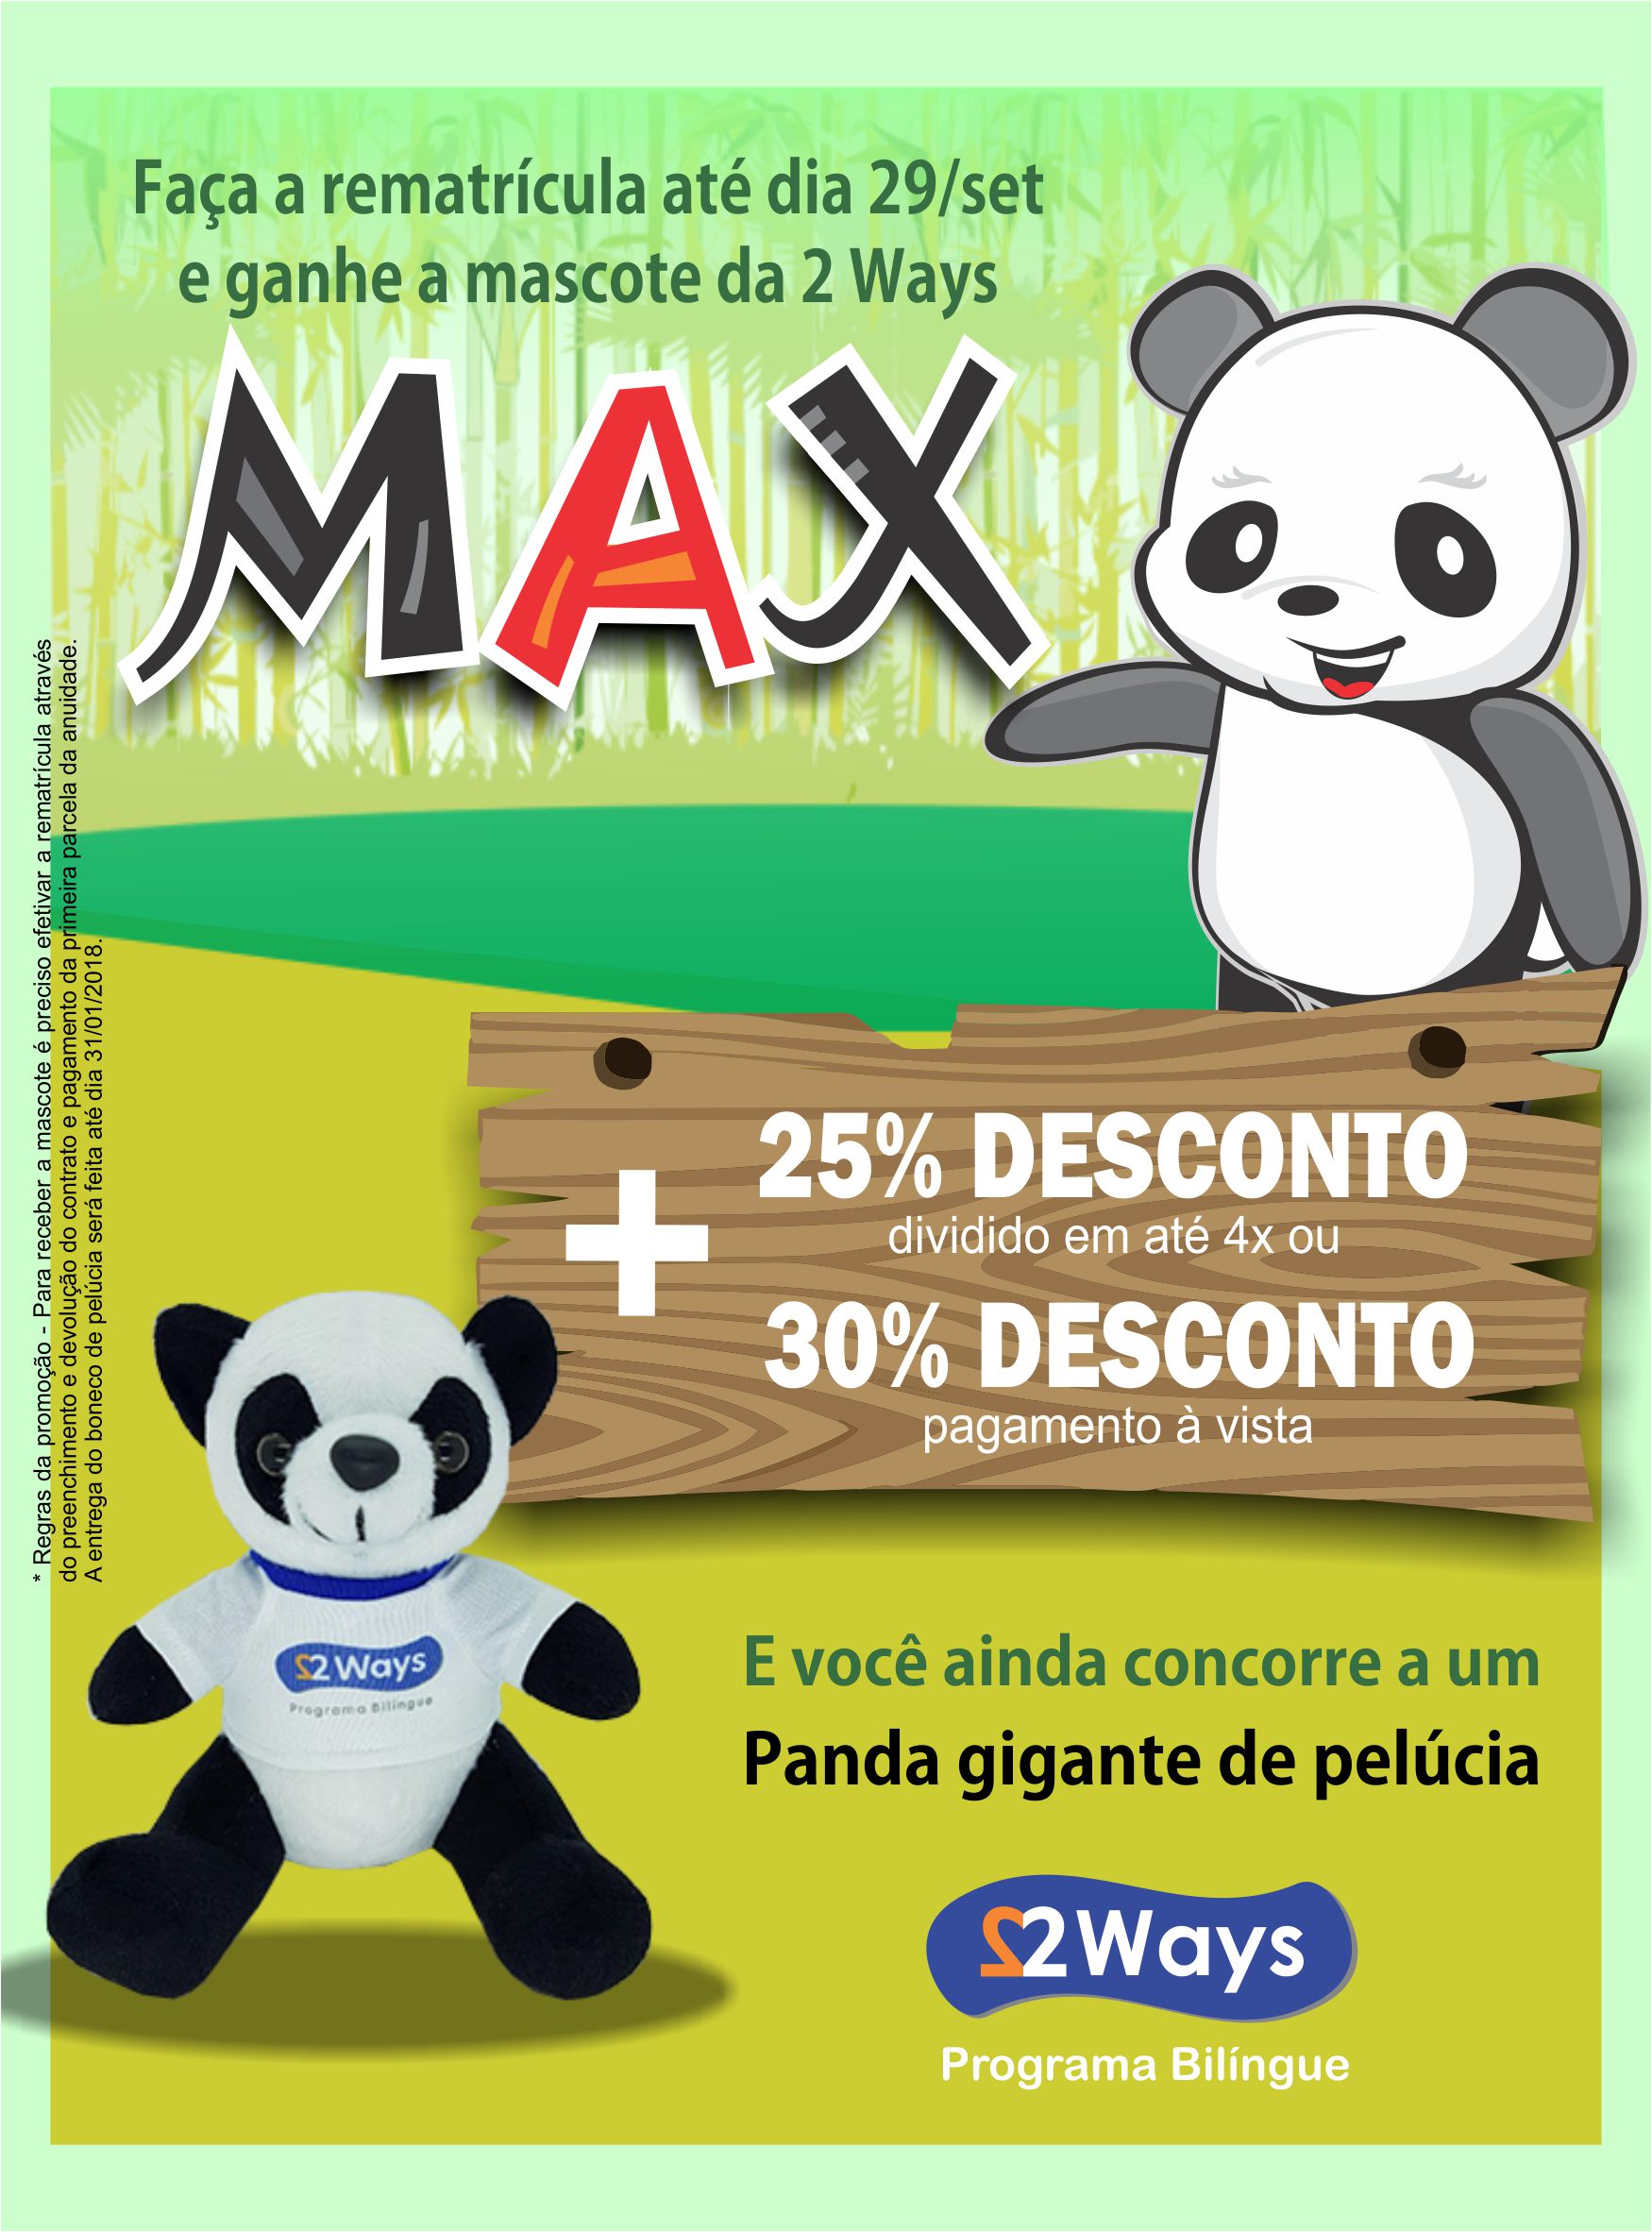 Faça a rematrícula até dia 29/set
e ganhe a mascote da 2 Ways
MAX
* Regras da promoção - Para receber a mascote é preciso efetivar a rematrícula através
do preenchimento e devolução do contrato e pagamento da primeira parcela da anuidade.
A entrega do boneco de pelúcia será feita até dia 31/01/2018.
+
25% DESCONTO
dividido em até 4x ou
30% DESCONTO
pagamento à vista
22Ways
Programa Bilíngue
E você ainda concorre a um
Panda gigante de pelúcia
22Ways
Programa Bilíngue